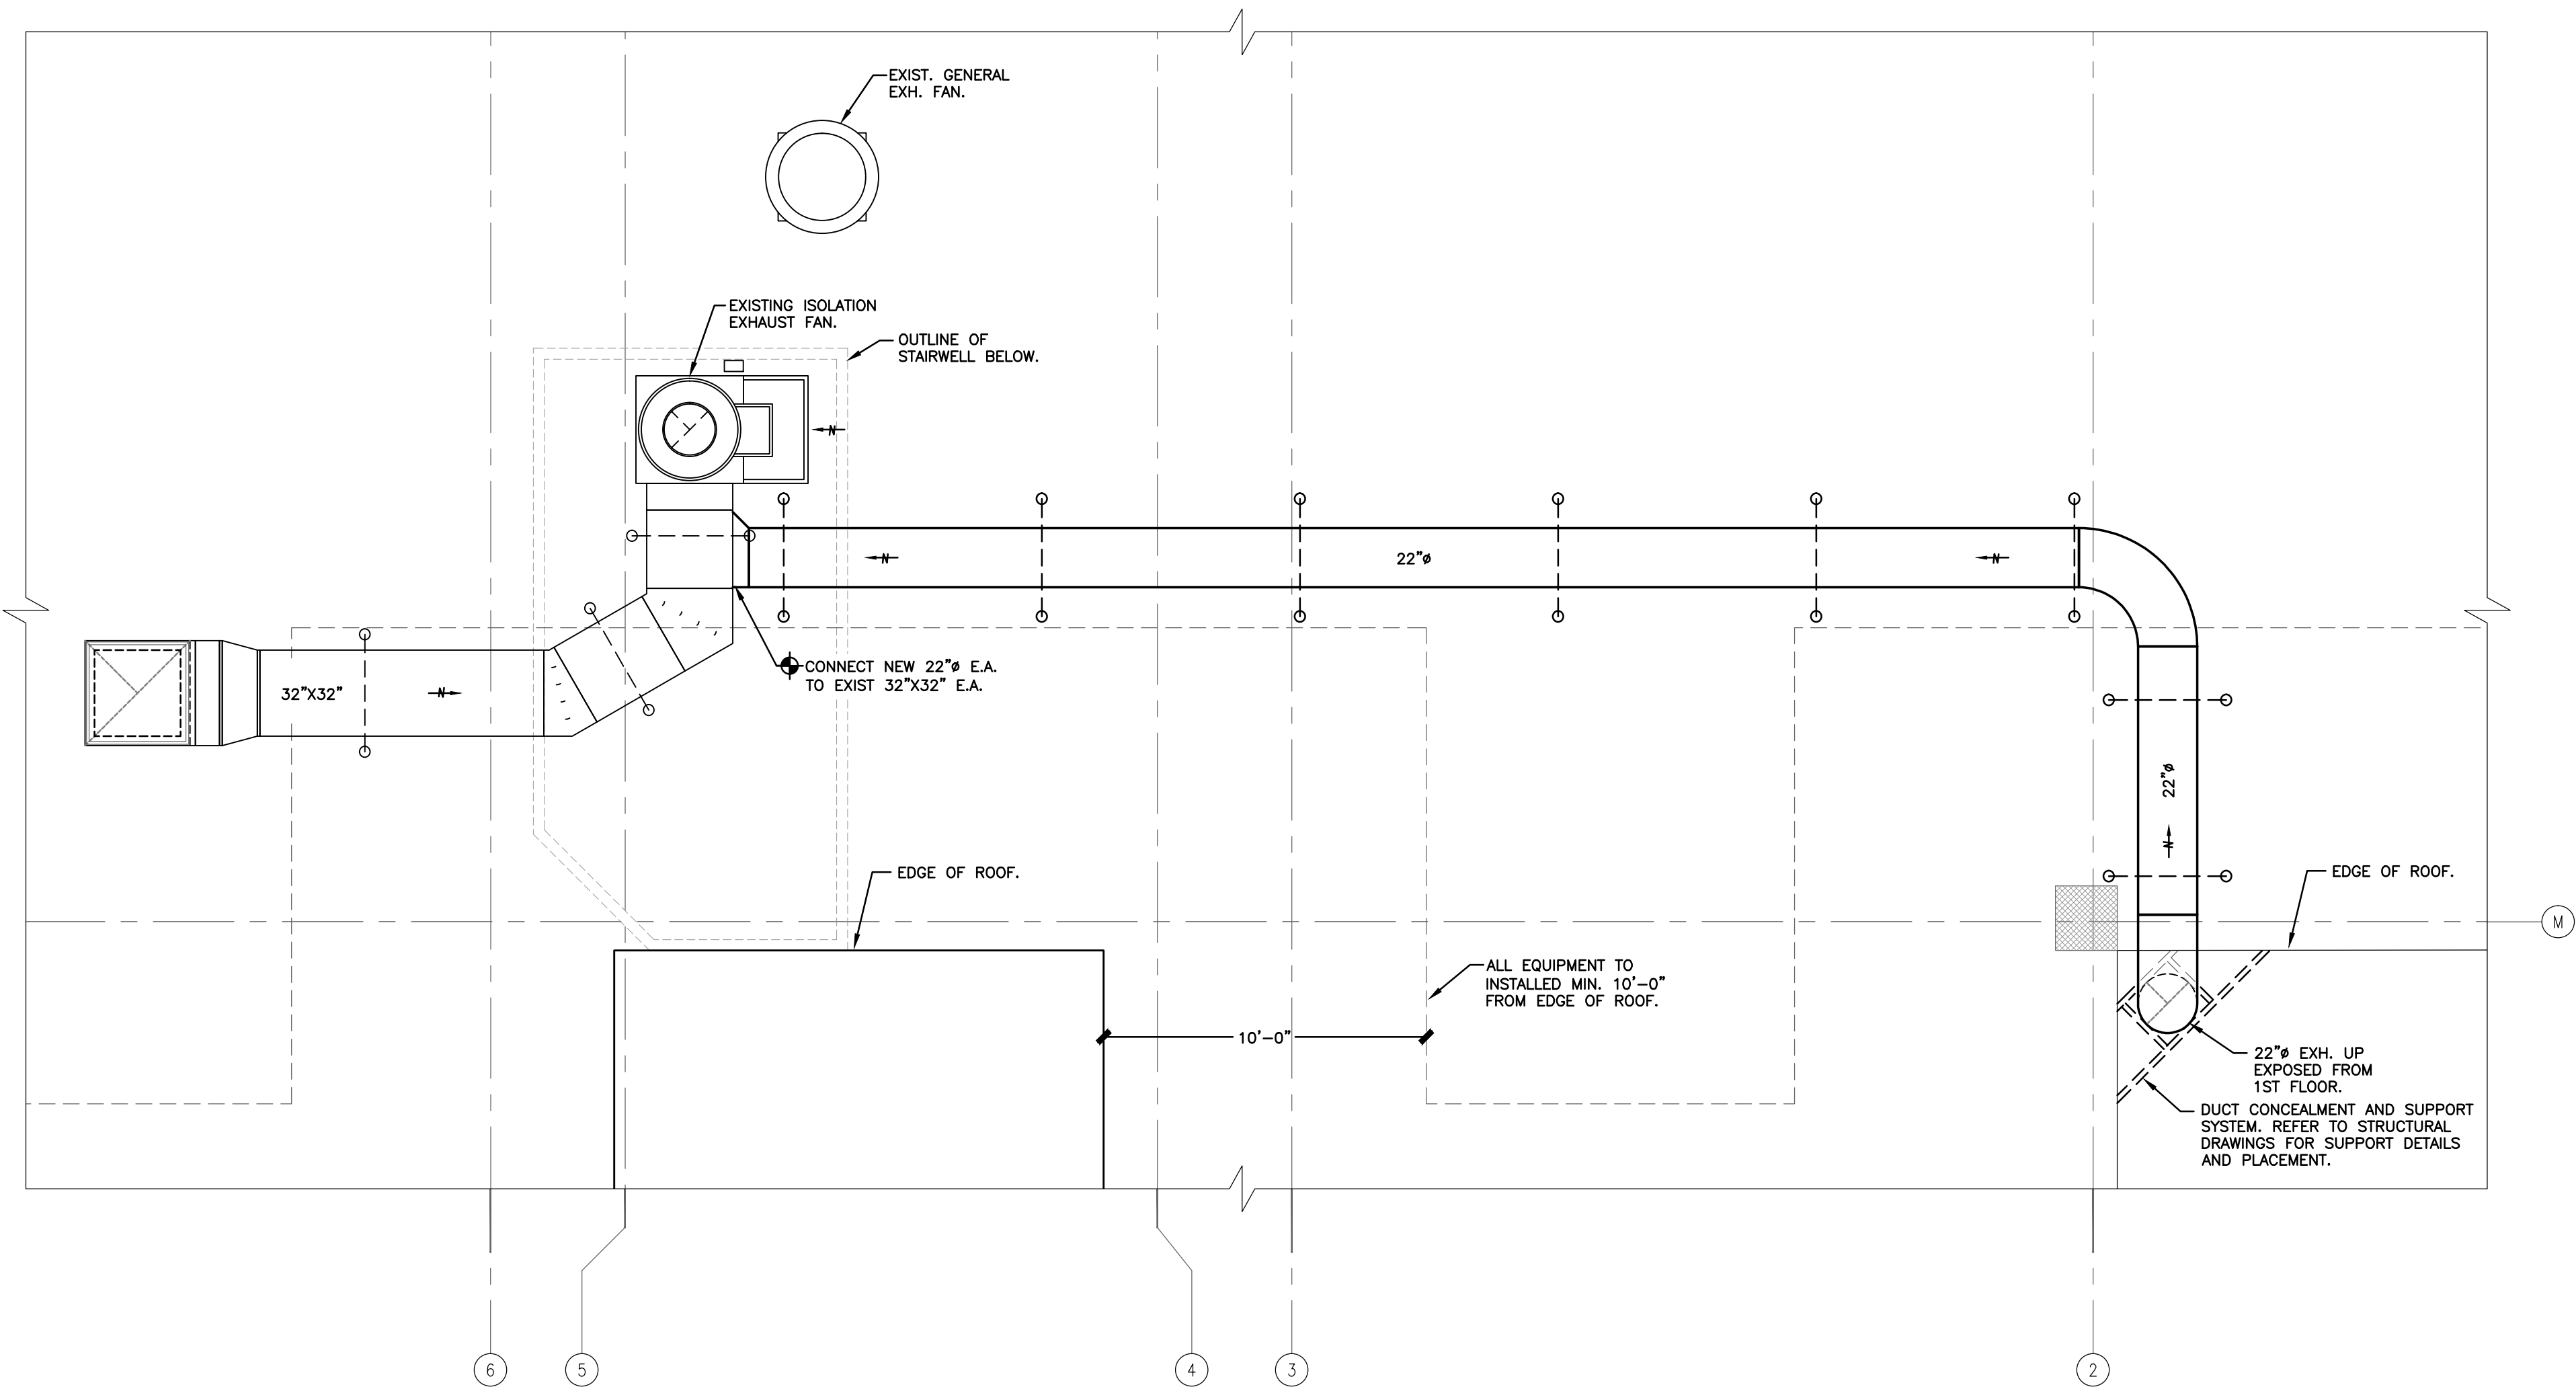 EXIST. GENERAL
EXH. FAN.
EXISTING ISOLATION
EXHAUST FAN.
OUTLINE OF
STAIRWELL BELOW.
N
N
22"ø
N
32"X32"
N
CONNECT NEW 22"ø E.A.
TO EXIST 32"X32" E.A.
22"ø
N
EDGE OF ROOF.
EDGE OF ROOF.
M
ALL EQUIPMENT TO
INSTALLED MIN. 10'-0"
FROM EDGE OF ROOF.
10'-0"
22"ø EXH. UP
EXPOSED FROM
1ST FLOOR.
DUCT CONCEALMENT AND SUPPORT
SYSTEM. REFER TO STRUCTURAL
DRAWINGS FOR SUPPORT DETAILS
AND PLACEMENT.
6
5
4
3
2